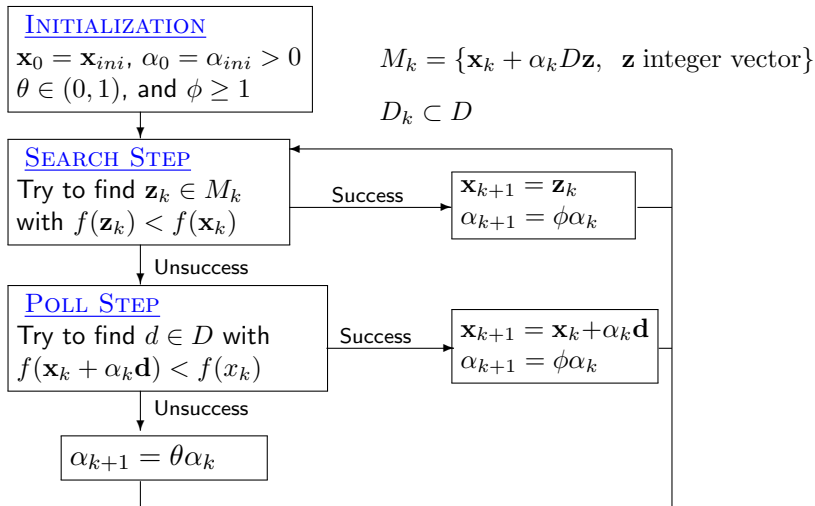 INITIALIZATION
𝐱₀ = 𝐱ᵢₙᵢ, α₀ = αᵢₙᵢ > 0
θ ∈ (0, 1), and ϕ ≥ 1
Mₖ = {𝐱ₖ + αₖD𝐳, 𝐳 integer vector}
Dₖ ⊂ D
SEARCH STEP
Try to find 𝐳ₖ ∈ Mₖ
with f(𝐳ₖ) < f(𝐱ₖ)
Success
𝐱ₖ₊₁ = 𝐳ₖ
αₖ₊₁ = ϕαₖ
Unsuccess
POLL STEP
Try to find d ∈ D with
f(𝐱ₖ + αₖ𝐝) < f(xₖ)
Success
𝐱ₖ₊₁ = 𝐱ₖ+αₖ𝐝
αₖ₊₁ = ϕαₖ
Unsuccess
αₖ₊₁ = θαₖ